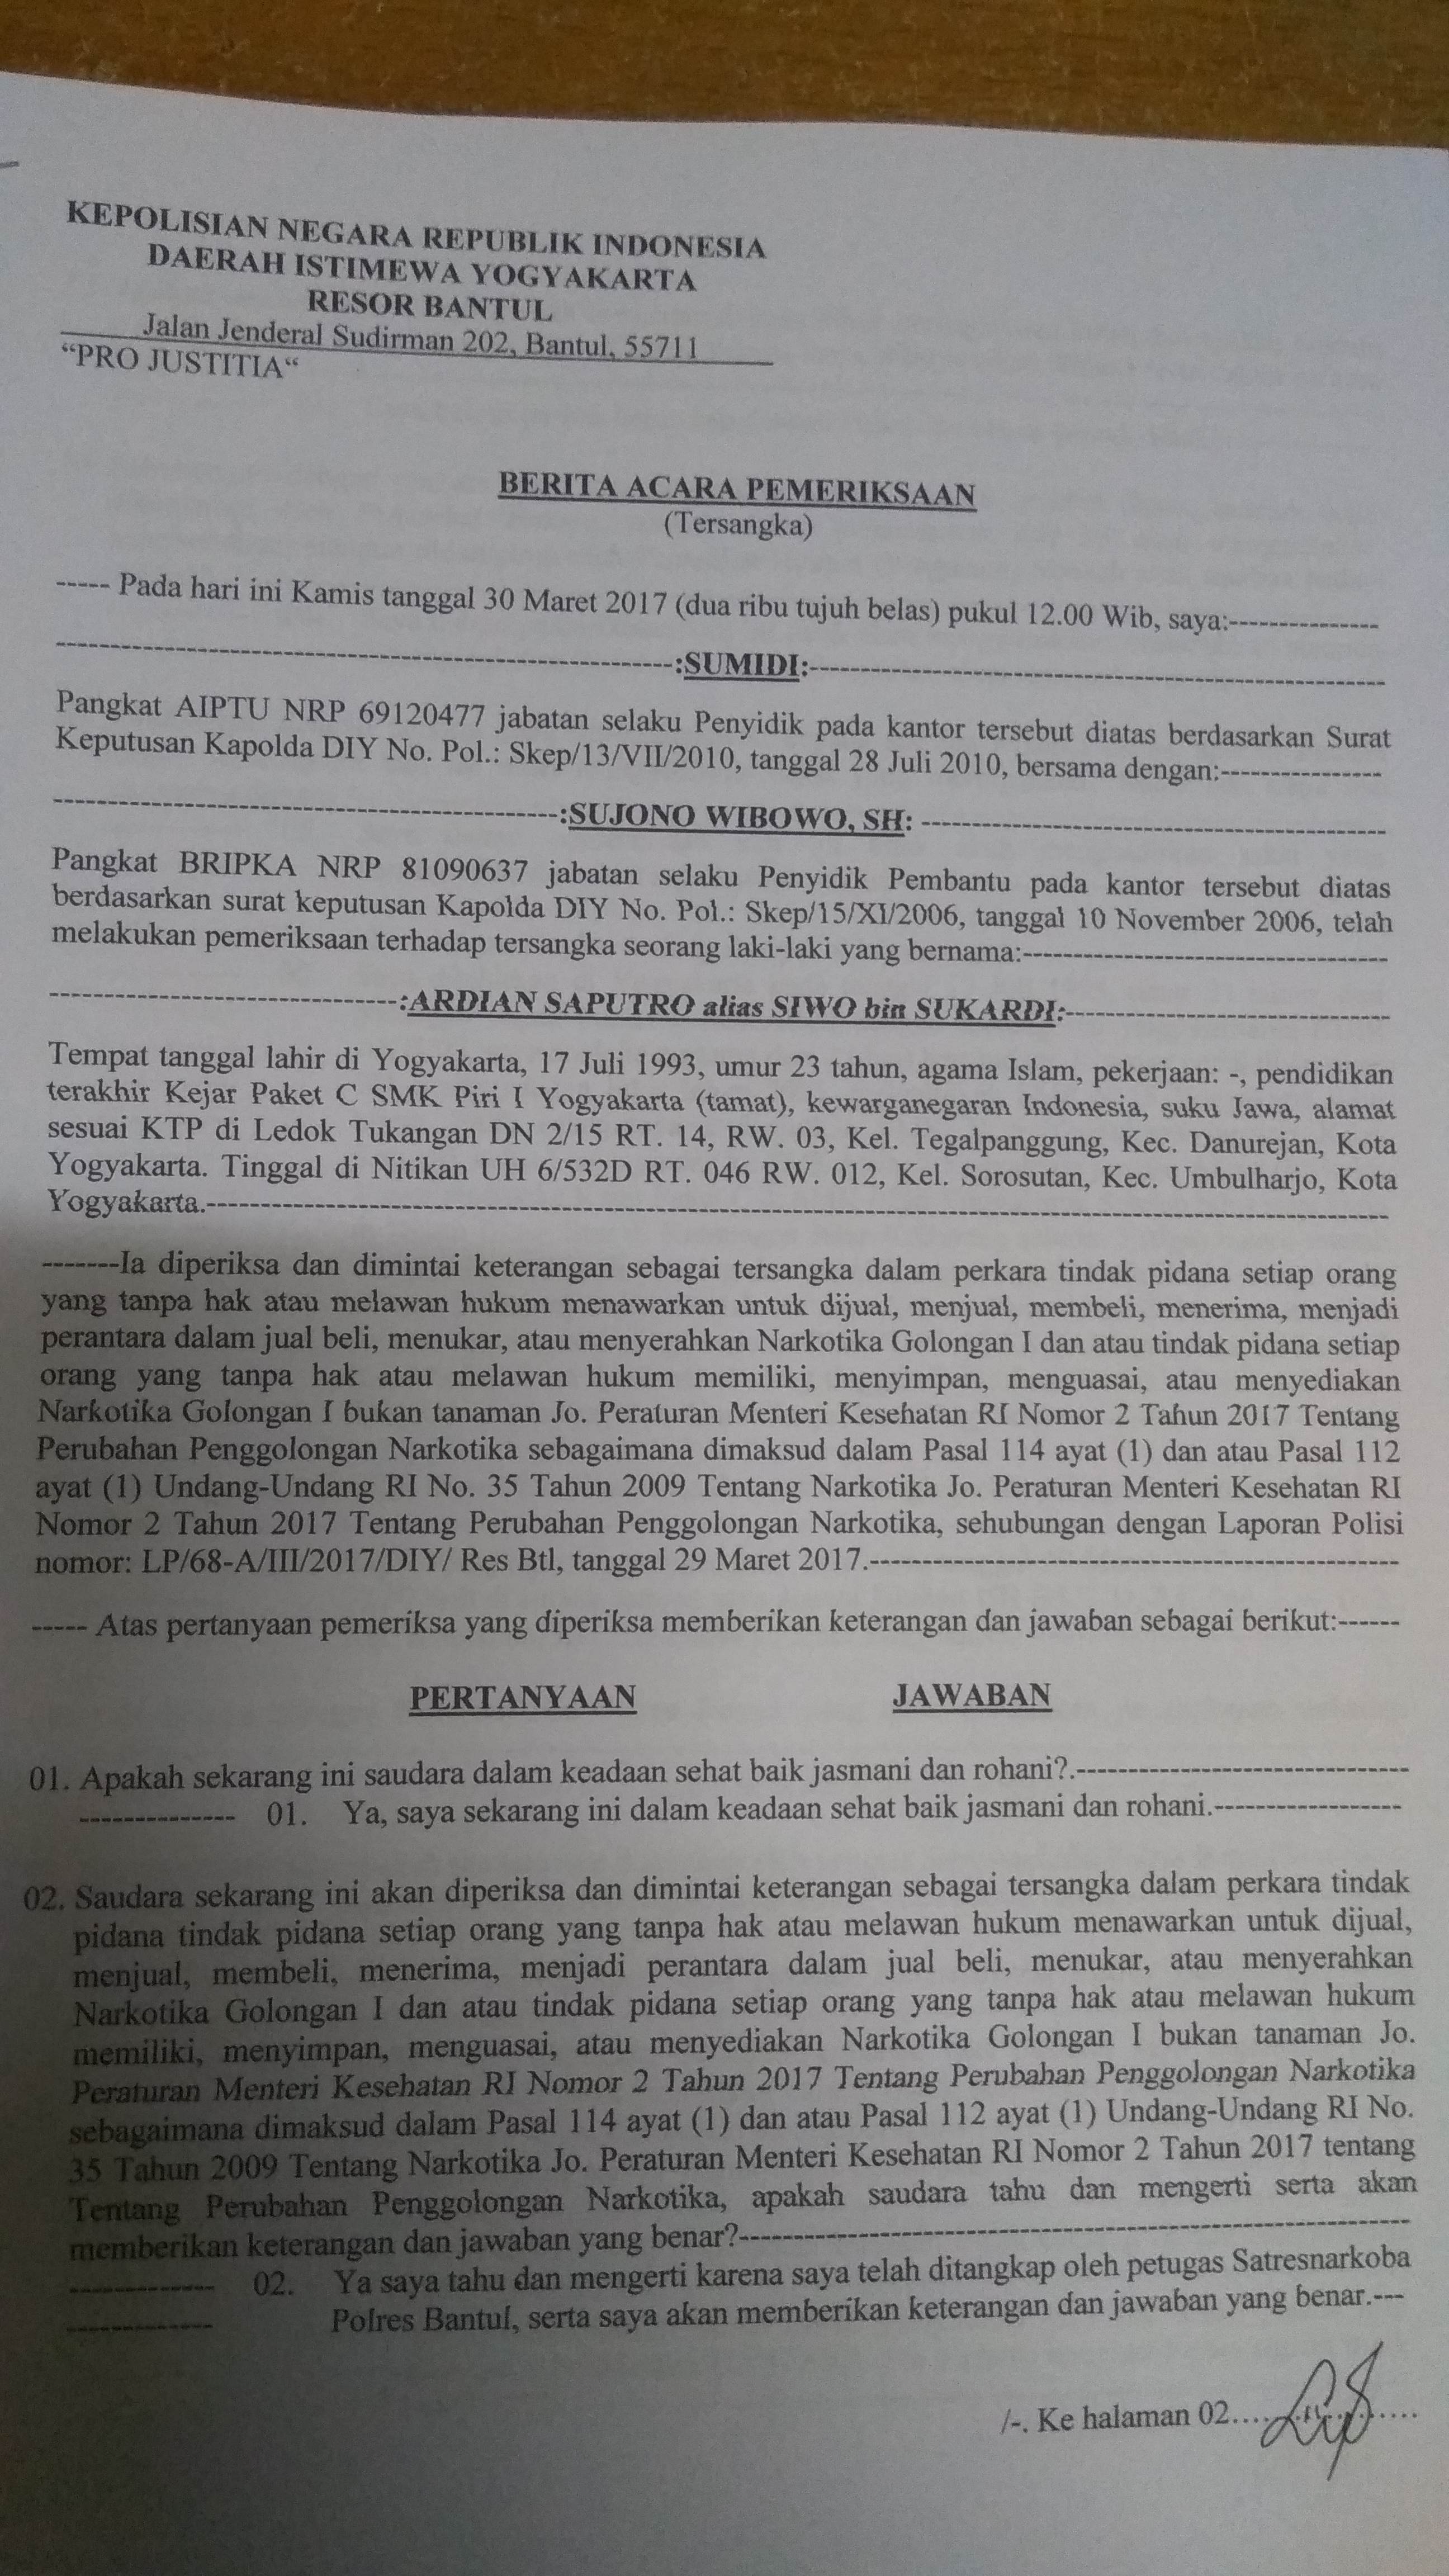 KEPOLISIAN NEGARA REPUBLIK INDONESIA
DAERAH ISTIMEWA YOGYAKARTA
RESOR BANTUL
Jalan Jenderal Sudirman 202, Bantul, 55711
“PRO JUSTITIA“
BERITA ACARA PEMERIKSAAN
(Tersangka)
----- Pada hari ini Kamis tanggal 30 Maret 2017 (dua ribu tujuh belas) pukul 12.00 Wib, saya:---------------
--------------------:SUMIDI:--------------------
Pangkat AIPTU NRP 69120477 jabatan selaku Penyidik pada kantor tersebut diatas berdasarkan Surat
Keputusan Kapolda DIY No. Pol.: Skep/13/VII/2010, tanggal 28 Juli 2010, bersama dengan:---------------
--------------------:SUJONO WIBOWO, SH: --------------------
Pangkat BRIPKA NRP 81090637 jabatan selaku Penyidik Pembantu pada kantor tersebut diatas
berdasarkan surat keputusan Kapolda DIY No. Pol.: Skep/15/XI/2006, tanggal 10 November 2006, telah
melakukan pemeriksaan terhadap tersangka seorang laki-laki yang bernama:--------------------
--------------------:ARDIAN SAPUTRO alias SIWO bin SUKARDI:--------------------
Tempat tanggal lahir di Yogyakarta, 17 Juli 1993, umur 23 tahun, agama Islam, pekerjaan: -, pendidikan
terakhir Kejar Paket C SMK Piri I Yogyakarta (tamat), kewarganegaran Indonesia, suku Jawa, alamat
sesuai KTP di Ledok Tukangan DN 2/15 RT. 14, RW. 03, Kel. Tegalpanggung, Kec. Danurejan, Kota
Yogyakarta. Tinggal di Nitikan UH 6/532D RT. 046 RW. 012, Kel. Sorosutan, Kec. Umbulharjo, Kota
Yogyakarta.--------------------
-------Ia diperiksa dan dimintai keterangan sebagai tersangka dalam perkara tindak pidana setiap orang
yang tanpa hak atau melawan hukum menawarkan untuk dijual, menjual, membeli, menerima, menjadi
perantara dalam jual beli, menukar, atau menyerahkan Narkotika Golongan I dan atau tindak pidana setiap
orang yang tanpa hak atau melawan hukum memiliki, menyimpan, menguasai, atau menyediakan
Narkotika Golongan I bukan tanaman Jo. Peraturan Menteri Kesehatan RI Nomor 2 Tahun 2017 Tentang
Perubahan Penggolongan Narkotika sebagaimana dimaksud dalam Pasal 114 ayat (1) dan atau Pasal 112
ayat (1) Undang-Undang RI No. 35 Tahun 2009 Tentang Narkotika Jo. Peraturan Menteri Kesehatan RI
Nomor 2 Tahun 2017 Tentang Perubahan Penggolongan Narkotika, sehubungan dengan Laporan Polisi
nomor: LP/68-A/III/2017/DIY/ Res Btl, tanggal 29 Maret 2017.--------------------
----- Atas pertanyaan pemeriksa yang diperiksa memberikan keterangan dan jawaban sebagai berikut:------
PERTANYAAN JAWABAN
01. Apakah sekarang ini saudara dalam keadaan sehat baik jasmani dan rohani?.--------------------
-------------- 01. Ya, saya sekarang ini dalam keadaan sehat baik jasmani dan rohani.------------------
02. Saudara sekarang ini akan diperiksa dan dimintai keterangan sebagai tersangka dalam perkara tindak
pidana tindak pidana setiap orang yang tanpa hak atau melawan hukum menawarkan untuk dijual,
menjual, membeli, menerima, menjadi perantara dalam jual beli, menukar, atau menyerahkan
Narkotika Golongan I dan atau tindak pidana setiap orang yang tanpa hak atau melawan hukum
memiliki, menyimpan, menguasai, atau menyediakan Narkotika Golongan I bukan tanaman Jo.
Peraturan Menteri Kesehatan RI Nomor 2 Tahun 2017 Tentang Perubahan Penggolongan Narkotika
sebagaimana dimaksud dalam Pasal 114 ayat (1) dan atau Pasal 112 ayat (1) Undang-Undang RI No.
35 Tahun 2009 Tentang Narkotika Jo. Peraturan Menteri Kesehatan RI Nomor 2 Tahun 2017 tentang
Tentang Perubahan Penggolongan Narkotika, apakah saudara tahu dan mengerti serta akan
memberikan keterangan dan jawaban yang benar?--------------------
------------- 02. Ya saya tahu dan mengerti karena saya telah ditangkap oleh petugas Satresnarkoba
------------- Polres Bantul, serta saya akan memberikan keterangan dan jawaban yang benar.---
/-. Ke halaman 02..............